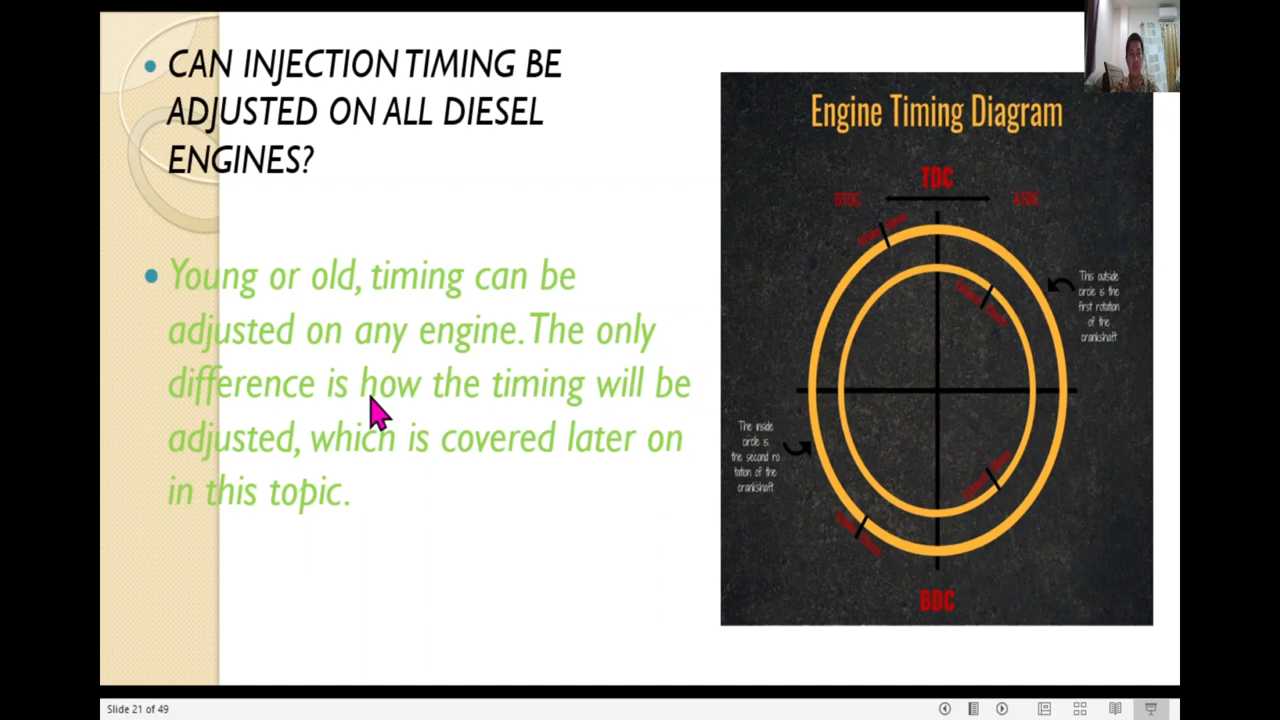 CAN INJECTION TIMING BE
ADJUSTED ON ALL DIESEL
ENGINES?
Young or old, timing can be
adjusted on any engine. The only
difference is how the timing will be
adjusted, which is covered later on
in this topic.
Engine Timing Diagram
TDC
BTDC
ATDC
This outside
circle is the
first rotation
of the
crankshaft
The inside
circle is
the second ro
tation of the
crankshaft
BDC
Slide 21 of 49